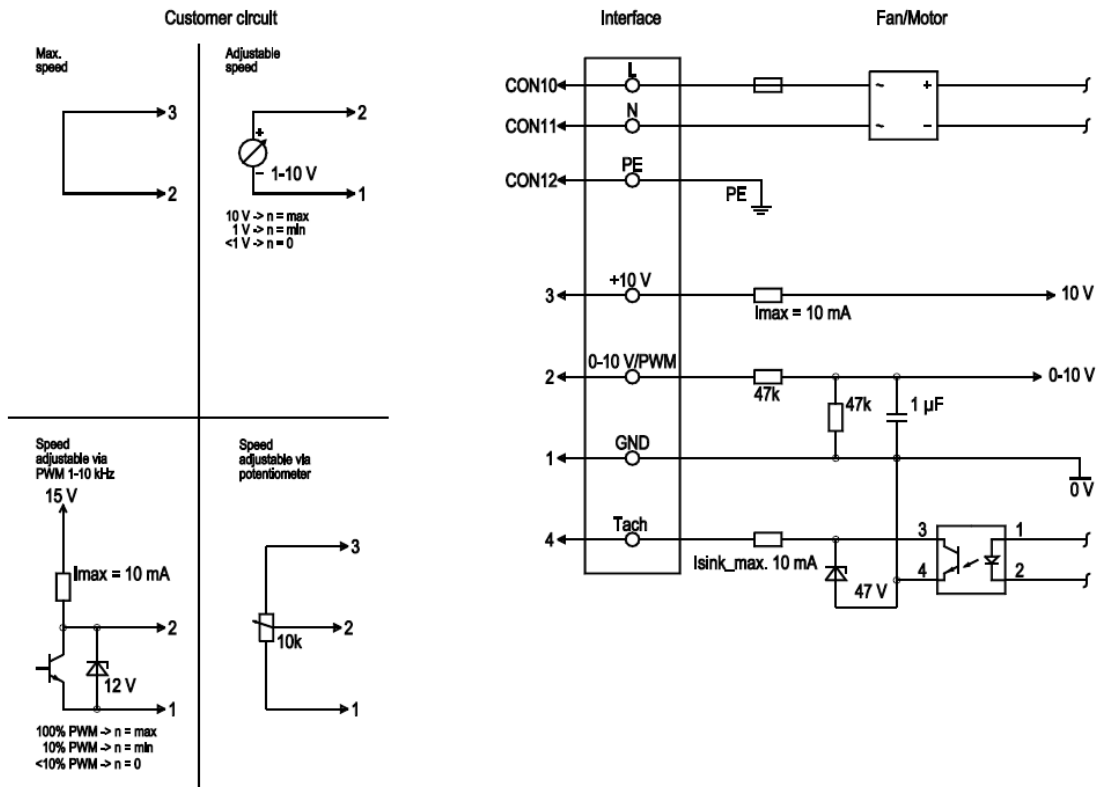 Customer circuit
Interface
Fan/Motor
Max.
speed
3
2
Adjustable
speed
2
+
–
1-10 V
1
10 V -> n = max
1 V -> n = min
<1 V -> n = 0
Speed
adjustable via
PWM 1-10 kHz
15 V
Imax = 10 mA
2
12 V
1
100% PWM -> n = max
10% PWM -> n = min
<10% PWM -> n = 0
Speed
adjustable via
potentiometer
3
10k
2
1
CON10
L
~
+
CON11
N
~
–
CON12
PE
PE
3
+10 V
Imax = 10 mA
10 V
2
0-10 V/PWM
47k
47k
1 µF
0-10 V
1
GND
0 V
4
Tach
Isink_max. 10 mA
47 V
3
4
1
2